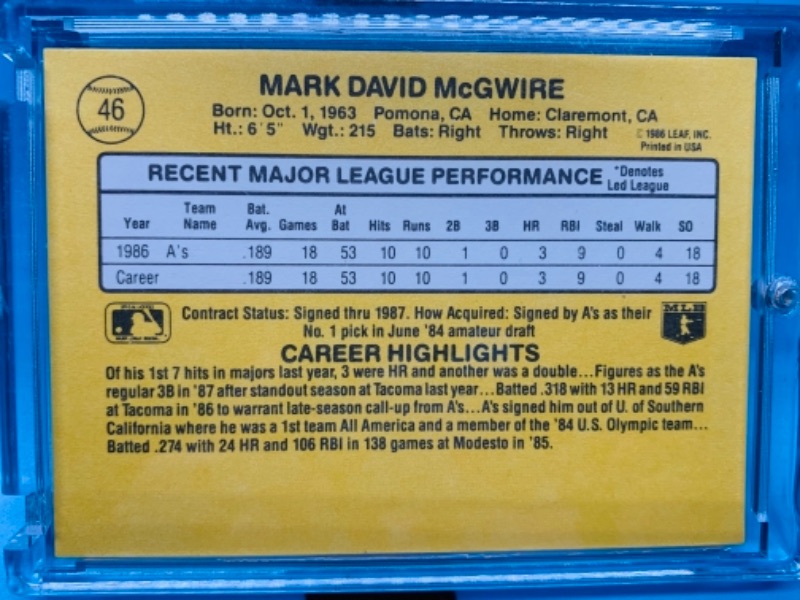 46
MARK DAVID McGWIRE
Born: Oct. 1, 1963 Pomona, CA Home: Claremont, CA
Ht.: 6'5" Wgt.: 215 Bats: Right Throws: Right
© 1986 LEAF, INC.
Printed in USA
RECENT MAJOR LEAGUE PERFORMANCE *Denotes Led League
Year Team Name Bat. Avg. Games At Bat Hits Runs 2B 3B HR RBI Steal Walk SO
1986 A's .189 18 53 10 10 1 0 3 9 0 4 18
Career .189 18 53 10 10 1 0 3 9 0 4 18
Contract Status: Signed thru 1987. How Acquired: Signed by A's as their
No. 1 pick in June '84 amateur draft
MLB
CAREER HIGHLIGHTS
Of his 1st 7 hits in majors last year, 3 were HR and another was a double...Figures as the A's
regular 3B in '87 after standout season at Tacoma last year...Batted .318 with 13 HR and 59 RBI
at Tacoma in '86 to warrant late-season call-up from A's...A's signed him out of U. of Southern
California where he was a 1st team All America and a member of the '84 U.S. Olympic team...
Batted .274 with 24 HR and 106 RBI in 138 games at Modesto in '85.